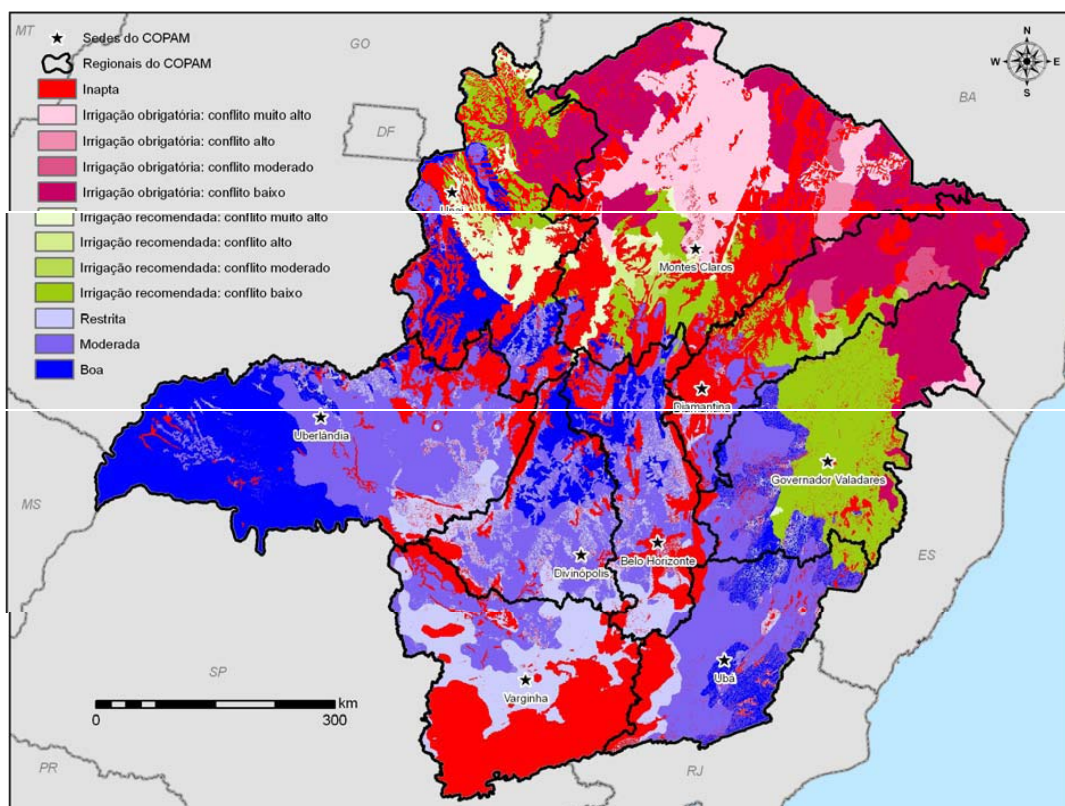 MT
GO
DF
BA
MS
SP
PR
RJ
ES
N
W
E
S
Sedes do COPAM
Regionais do COPAM
Inapta
Irrigação obrigatória: conflito muito alto
Irrigação obrigatória: conflito alto
Irrigação obrigatória: conflito moderado
Irrigação obrigatória: conflito baixo
Irrigação recomendada: conflito muito alto
Irrigação recomendada: conflito alto
Irrigação recomendada: conflito moderado
Irrigação recomendada: conflito baixo
Restrita
Moderada
Boa
Unaí
Montes Claros
Diamantina
Uberlândia
Governador Valadares
Belo Horizonte
Divinópolis
Ubá
Varginha
km
0
300